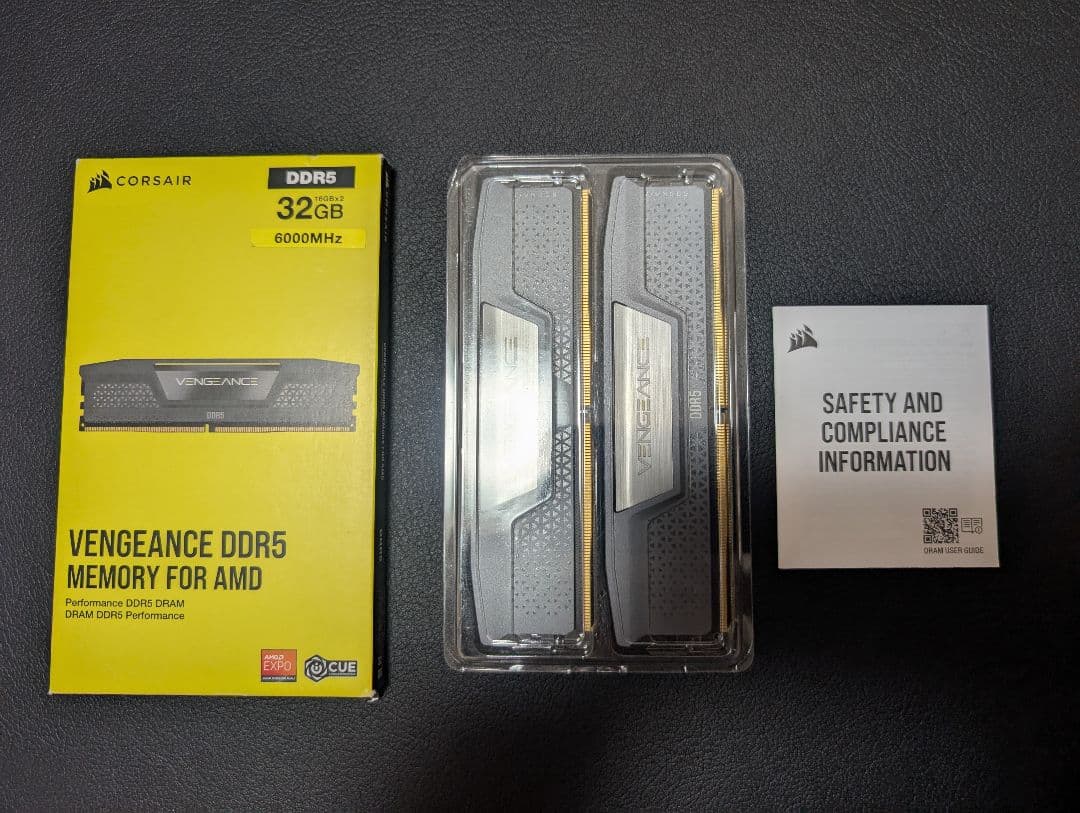 CORSAIR
DDR5
16GBx2
32GB
6000MHz
VENGEANCE
DDR5
VENGEANCE DDR5
MEMORY FOR AMD
Performance DDR5 DRAM
DRAM DDR5 Performance
AMD
EXPO
CUE
VENGEANCE
DDR5
SAFETY AND
COMPLIANCE
INFORMATION
DRAM USER GUIDE